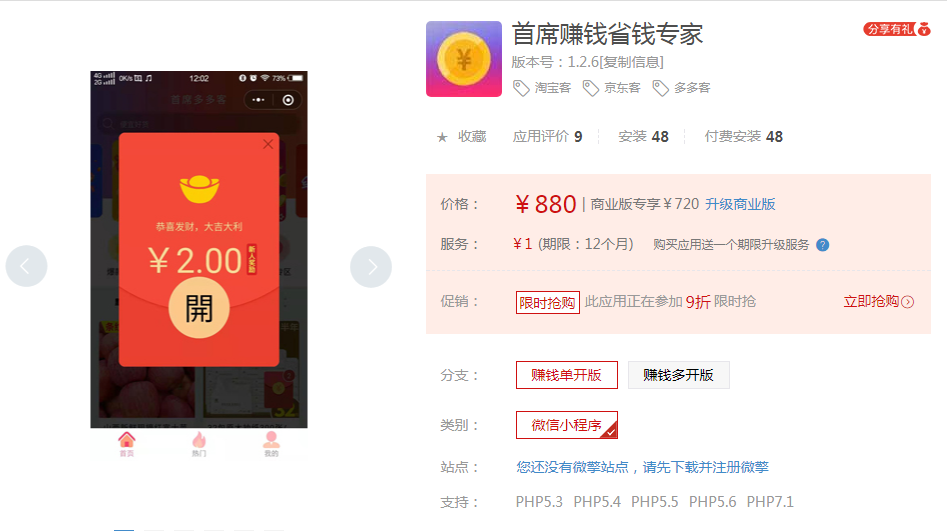 首席赚钱省钱专家
分享有礼
版本号：1.2.6[复制信息]
淘宝客 京东客 多多客
★ 收藏 应用评价 9 安装 48 付费安装 48
价格： ￥880 | 商业版专享￥720 升级商业版
服务： ￥1 (期限：12个月) 购买应用送一个期限升级服务 ?
促销： 限时抢购 此应用正在参加 9折 限时抢 立即抢购
分支： 赚钱单开版 赚钱多开版
类别： 微信小程序
站点： 您还没有微擎站点，请先下载并注册微擎
支持： PHP5.3 PHP5.4 PHP5.5 PHP5.6 PHP7.1
4G 2G 0K/s 12:02 73%
首席多多客
恭喜发财，大吉大利
￥2.00 新人奖励
開
首页 热门 我的